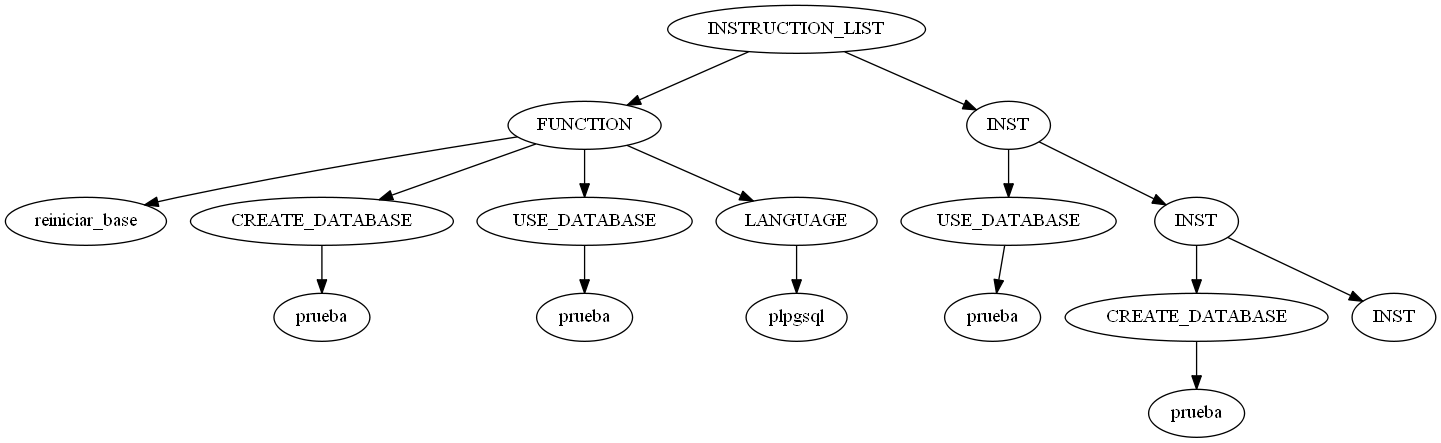 INSTRUCTION_LIST
FUNCTION
INST
reiniciar_base
CREATE_DATABASE
USE_DATABASE
LANGUAGE
USE_DATABASE
INST
prueba
prueba
plpgsql
prueba
CREATE_DATABASE
INST
prueba